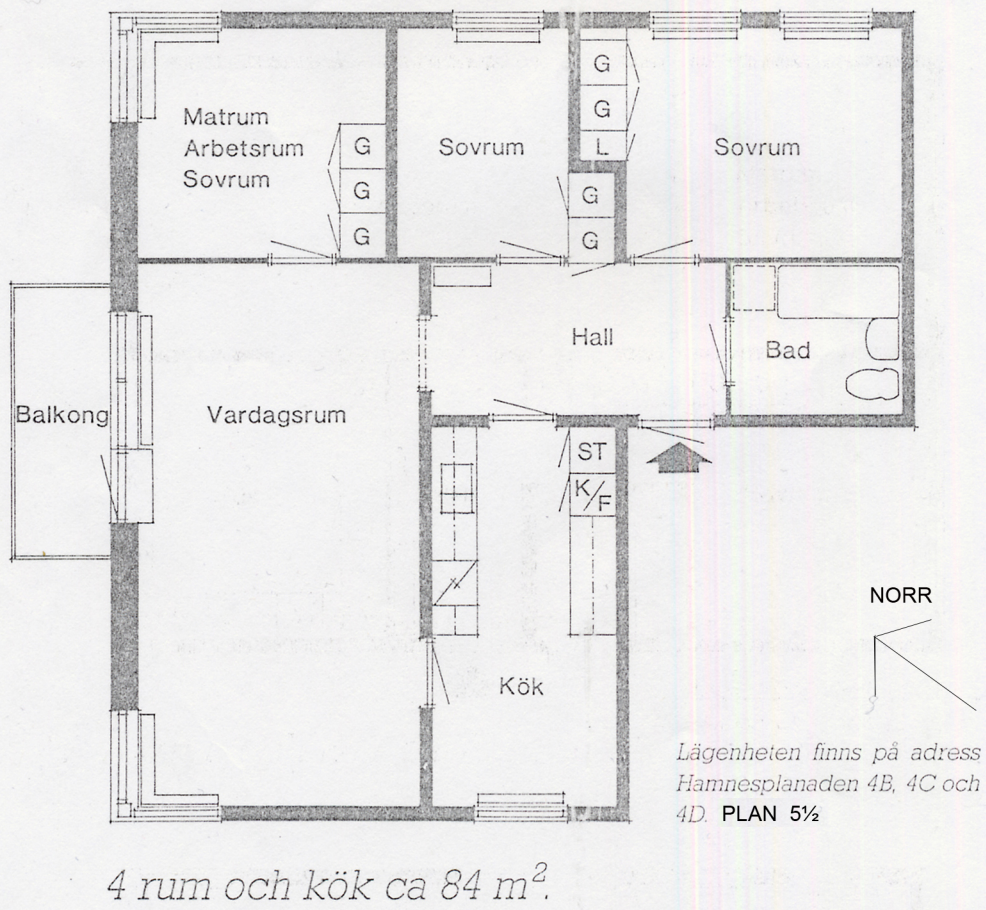 Matrum
Arbetsrum
Sovrum
G
G
G
Sovrum
G
G
L
G
G
Sovrum
Hall
Bad
Balkong
Vardagsrum
ST
K/F
Kök
NORR
Lägenheten finns på adress
Hamnesplanaden 4B, 4C och
4D. PLAN 5½
4 rum och kök ca 84 m².